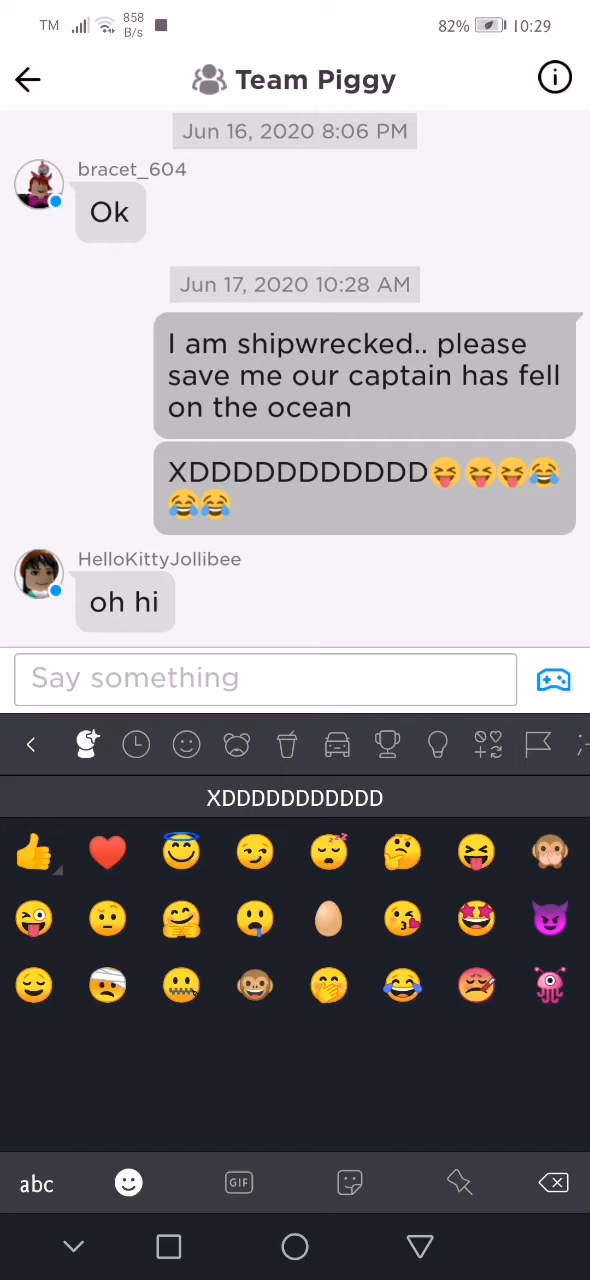 TM 858 B/s 82% 10:29
Team Piggy
Jun 16, 2020 8:06 PM
bracet_604
Ok
Jun 17, 2020 10:28 AM
I am shipwrecked.. please
save me our captain has fell
on the ocean
XDDDDDDDDDDD😝😝😝😂
😂😂
HelloKittyJollibee
oh hi
Say something
XDDDDDDDDDDD
abc GIF